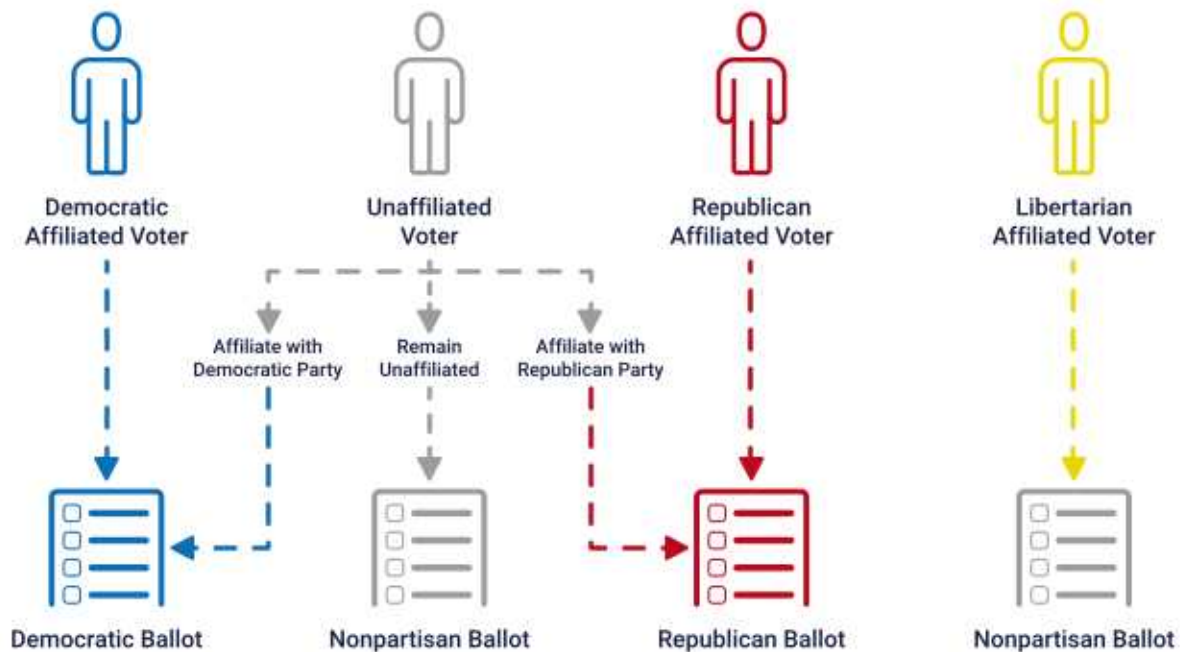 Democratic
Affiliated Voter
Unaffiliated
Voter
Republican
Affiliated Voter
Libertarian
Affiliated Voter
Affiliate with
Democratic Party
Remain
Unaffiliated
Affiliate with
Republican Party
Democratic Ballot
Nonpartisan Ballot
Republican Ballot
Nonpartisan Ballot